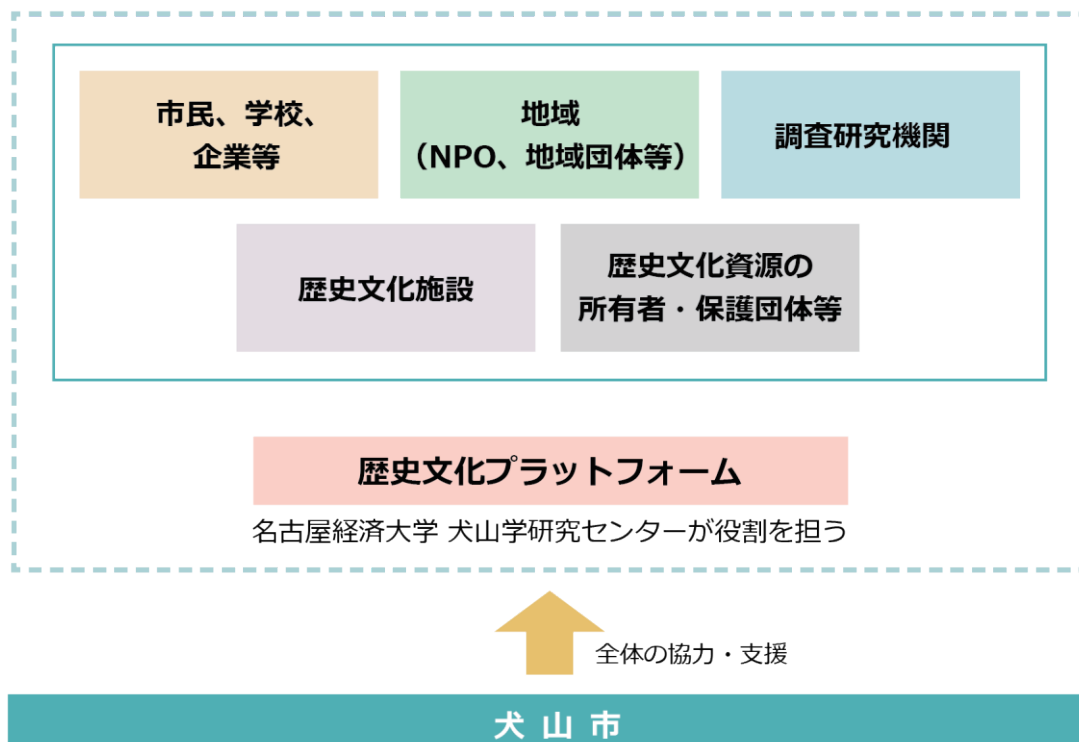 市民、学校、
企業等
地域
（NPO、地域団体等）
調査研究機関
歴史文化施設
歴史文化資源の
所有者・保護団体等
歴史文化プラットフォーム
名古屋経済大学 犬山学研究センターが役割を担う
全体の協力・支援
犬山市